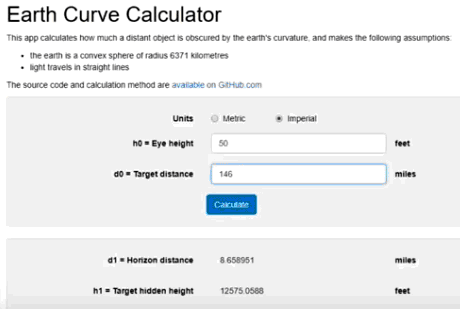 Earth Curve Calculator
This app calculates how much a distant object is obscured by the earth's curvature, and makes the following assumptions:
• the earth is a convex sphere of radius 6371 kilometres
• light travels in straight lines
The source code and calculation method are available on GitHub.com
Units Metric Imperial
h0 = Eye height 50 feet
d0 = Target distance 146 miles
Calculate
d1 = Horizon distance 8.658951 miles
h1 = Target hidden height 12575.0588 feet